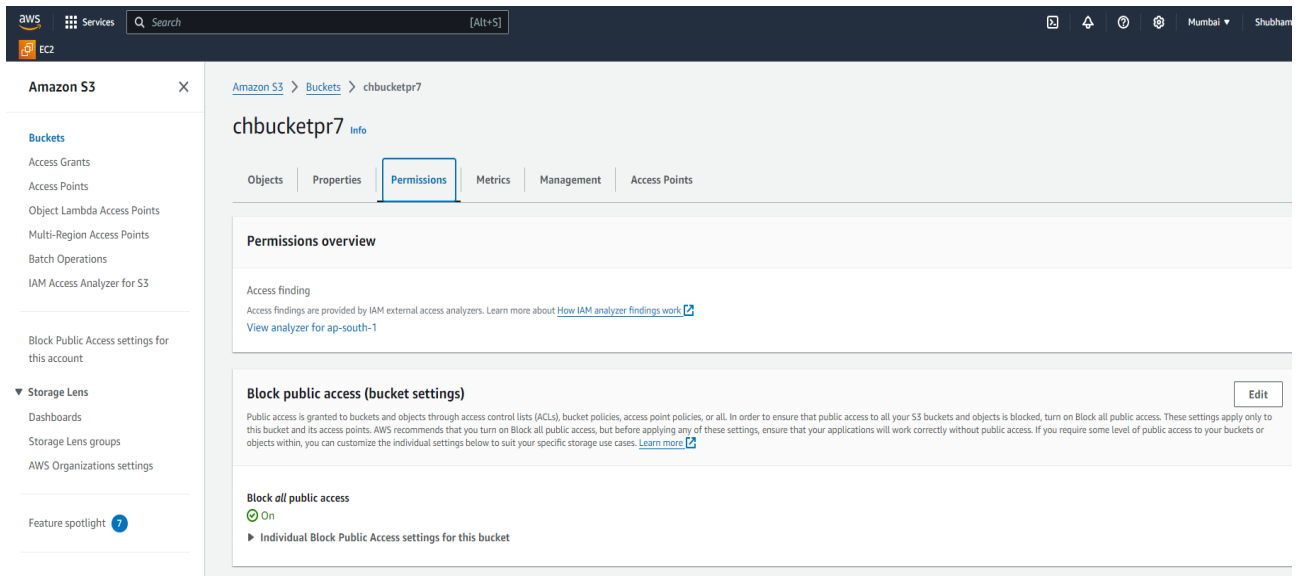 aws
Services
Search
[Alt+S]
Mumbai ▼
Shubham
EC2
Amazon S3
Buckets
Access Grants
Access Points
Object Lambda Access Points
Multi-Region Access Points
Batch Operations
IAM Access Analyzer for S3
Block Public Access settings for
this account
▼ Storage Lens
Dashboards
Storage Lens groups
AWS Organizations settings
Feature spotlight 7
Amazon S3 > Buckets > chbucketpr7
chbucketpr7 Info
Objects
Properties
Permissions
Metrics
Management
Access Points
Permissions overview
Access finding
Access findings are provided by IAM external access analyzers. Learn more about How IAM analyzer findings work
View analyzer for ap-south-1
Block public access (bucket settings)
Edit
Public access is granted to buckets and objects through access control lists (ACLs), bucket policies, access point policies, or all. In order to ensure that public access to all your S3 buckets and objects is blocked, turn on Block all public access. These settings apply only to
this bucket and its access points. AWS recommends that you turn on Block all public access, but before applying any of these settings, ensure that your applications will work correctly without public access. If you require some level of public access to your buckets or
objects within, you can customize the individual settings below to suit your specific storage use cases. Learn more
Block all public access
On
▶ Individual Block Public Access settings for this bucket